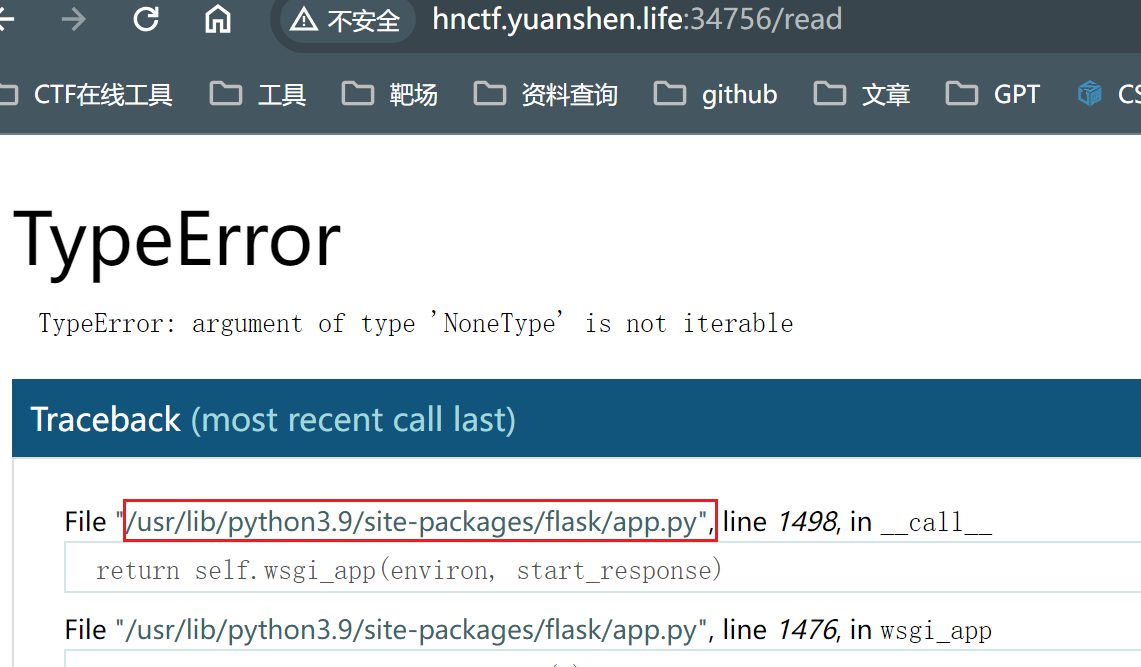 不安全 hnctf.yuanshen.life:34756/read
CTF在线工具 工具 靶场 资料查询 github 文章 GPT
TypeError
TypeError: argument of type 'NoneType' is not iterable
Traceback (most recent call last)
File "/usr/lib/python3.9/site-packages/flask/app.py", line 1498, in __call__
return self.wsgi_app(environ, start_response)
File "/usr/lib/python3.9/site-packages/flask/app.py", line 1476, in wsgi_app